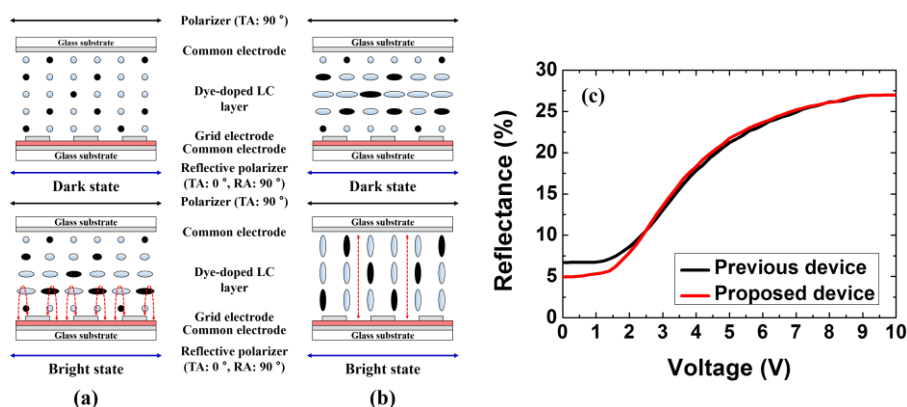 Polarizer (TA: 90 °)
Glass substrate
Common electrode
Dye-doped LC
layer
Grid electrode
Common electrode
Glass substrate
Reflective polarizer
(TA: 0 °, RA: 90 °)
Dark state
Glass substrate
Glass substrate
Dark state
Polarizer (TA: 90 °)
Glass substrate
Common electrode
Dye-doped LC
layer
Grid electrode
Common electrode
Glass substrate
Reflective polarizer
(TA: 0 °, RA: 90 °)
Bright state
Glass substrate
Glass substrate
Bright state
(a)
(b)
(c)
Reflectance (%)
30
25
20
15
10
5
0
Previous device
Proposed device
0 1 2 3 4 5 6 7 8 9 10
Voltage (V)